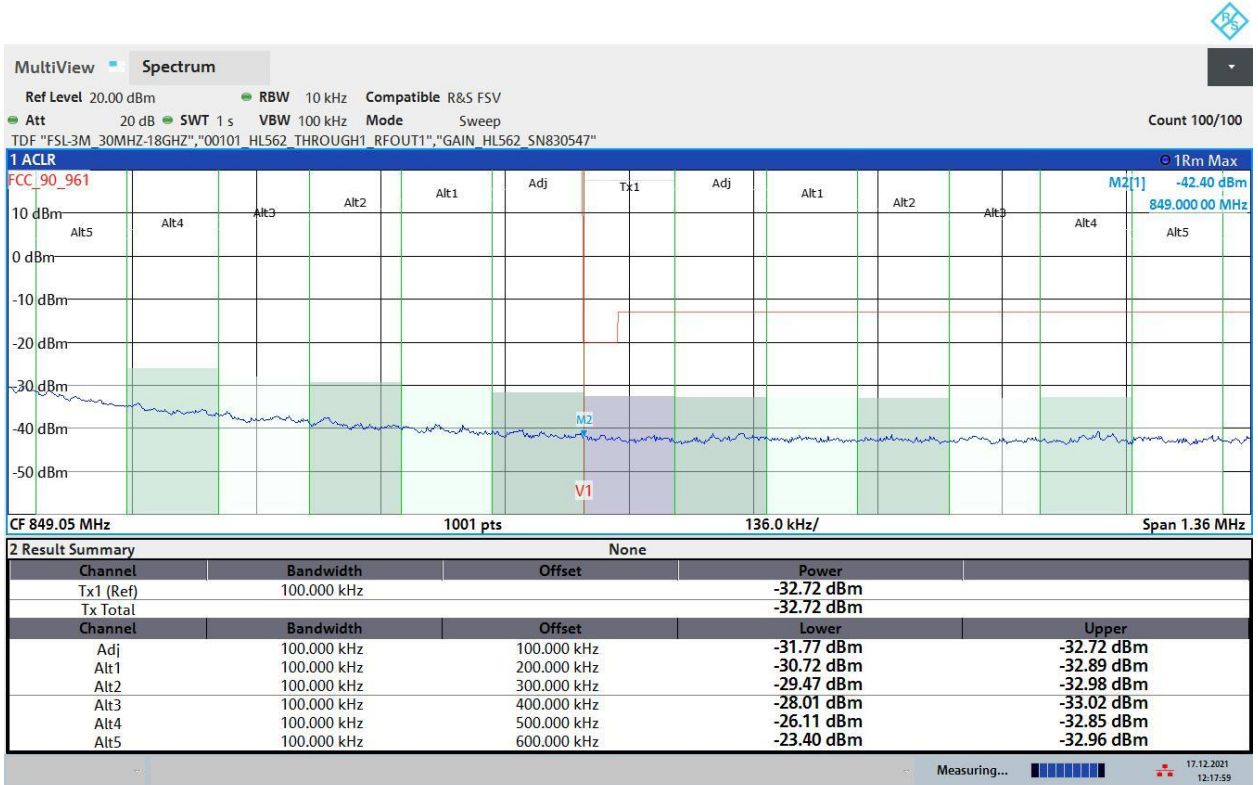 R&S
MultiView Spectrum
Ref Level 20.00 dBm RBW 10 kHz Compatible R&S FSV
Att 20 dB SWT 1 s VBW 100 kHz Mode Sweep Count 100/100
TDF "FSL-3M_30MHZ-18GHZ","00101_HL562_THROUGH1_RFOUT1","GAIN_HL562_SN830547"
1 ACLR 1Rm Max
FCC_90_961 M2[1] -42.40 dBm
849.000 00 MHz
Alt5 Alt4 Alt3 Alt2 Alt1 Adj Tx1 Adj Alt1 Alt2 Alt3 Alt4 Alt5
10 dBm
0 dBm
-10 dBm
-20 dBm
-30 dBm
-40 dBm
M2
-50 dBm
V1
CF 849.05 MHz 1001 pts 136.0 kHz/ Span 1.36 MHz
2 Result Summary None
Channel Bandwidth Offset Power
Tx1 (Ref) 100.000 kHz -32.72 dBm
Tx Total -32.72 dBm
Channel Bandwidth Offset Lower Upper
Adj 100.000 kHz 100.000 kHz -31.77 dBm -32.72 dBm
Alt1 100.000 kHz 200.000 kHz -30.72 dBm -32.89 dBm
Alt2 100.000 kHz 300.000 kHz -29.47 dBm -32.98 dBm
Alt3 100.000 kHz 400.000 kHz -28.01 dBm -33.02 dBm
Alt4 100.000 kHz 500.000 kHz -26.11 dBm -32.85 dBm
Alt5 100.000 kHz 600.000 kHz -23.40 dBm -32.96 dBm
Measuring... 17.12.2021
12:17:59